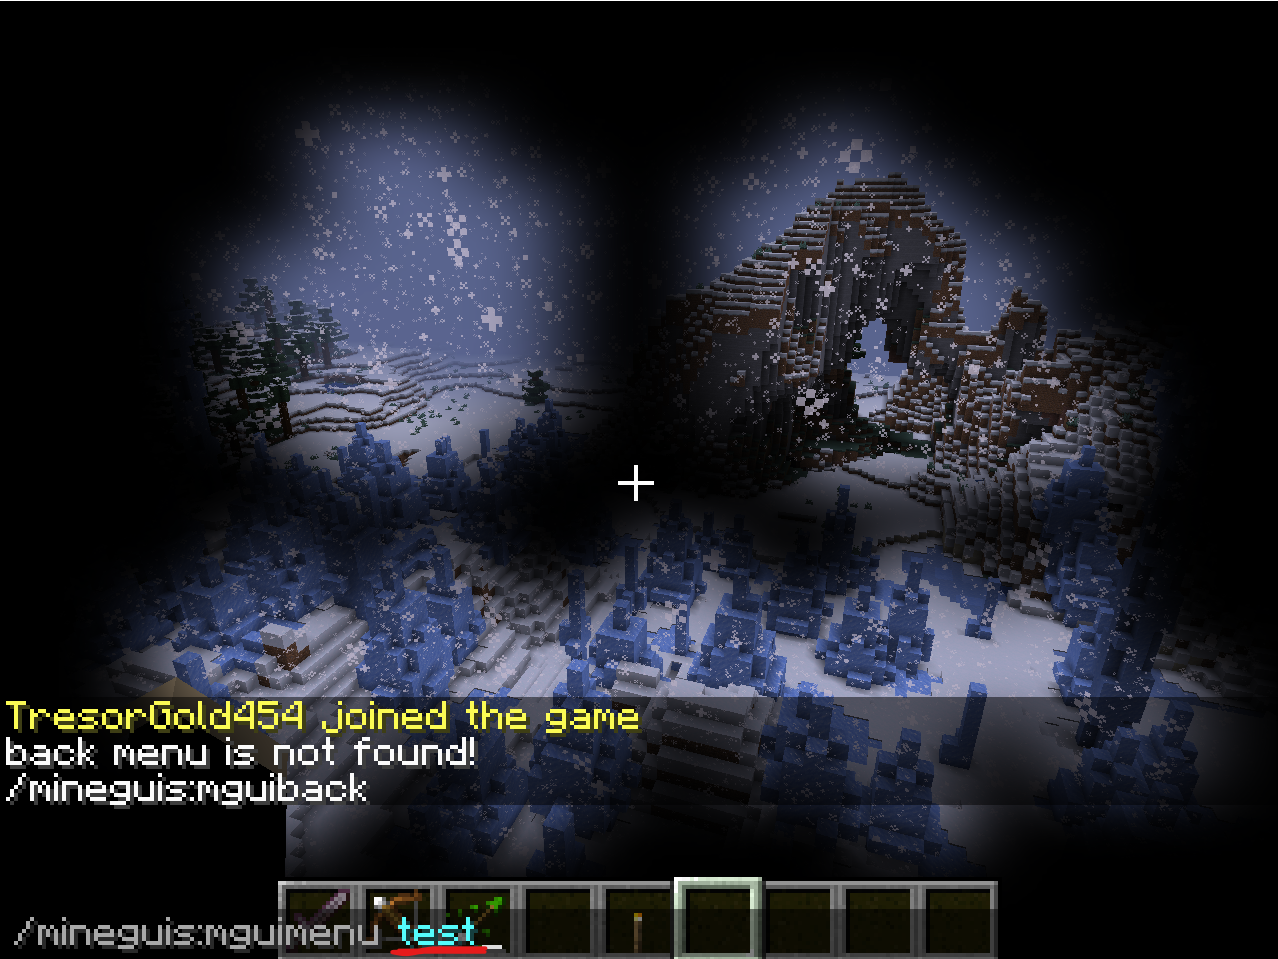 TresorGold454 joined the game
back menu is not found!
/mineguis:mguiback
/mineguis:mguimenu test